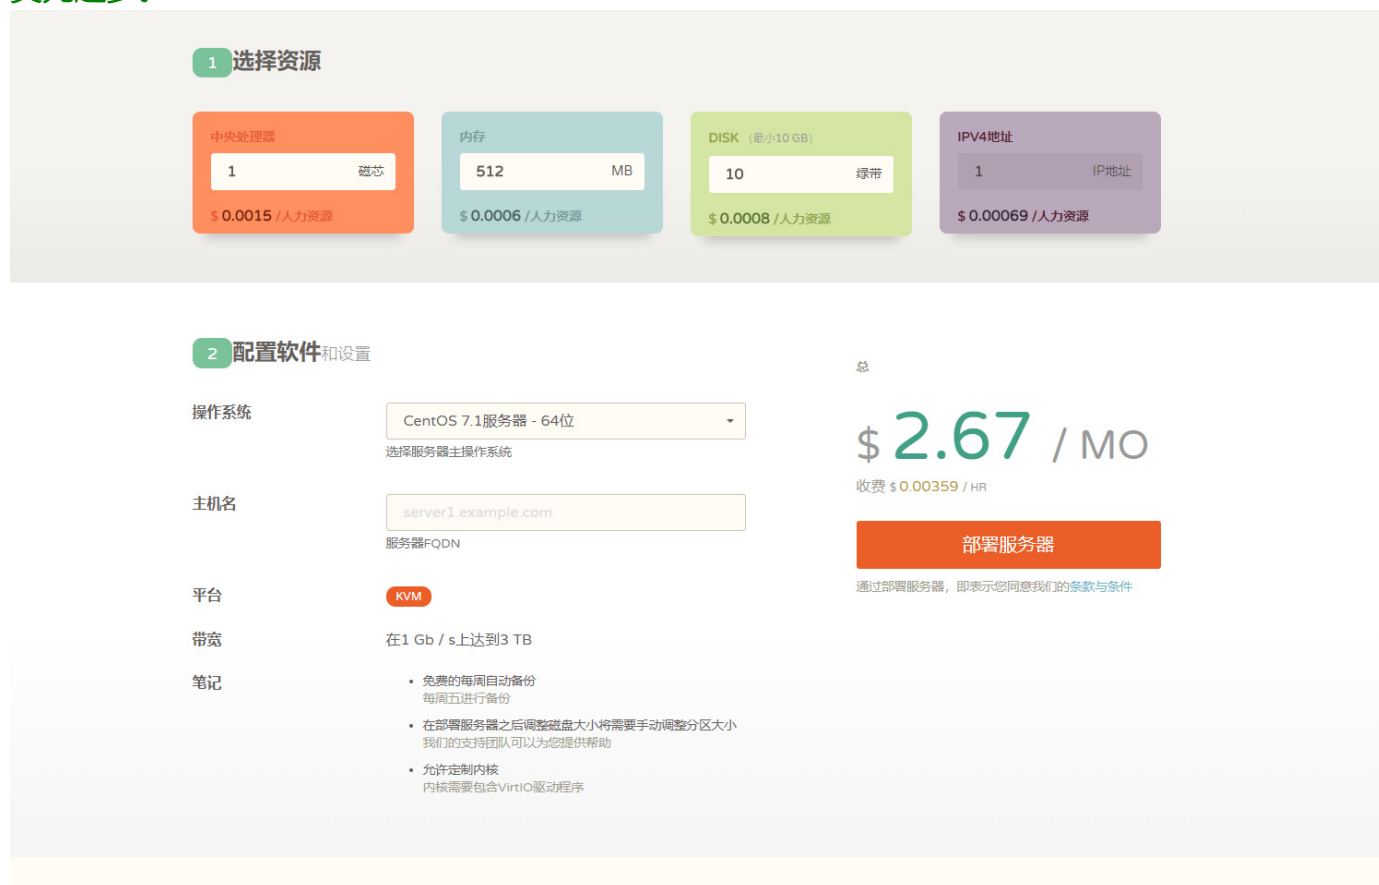 1 选择资源
中央处理器
1 磁芯
$ 0.0015 /人力资源
内存
512 MB
$ 0.0006 /人力资源
DISK (最小10 GB)
10 绿带
$ 0.0008 /人力资源
IPV4地址
1 IP地址
$ 0.00069 /人力资源
2 配置软件和设置
操作系统
CentOS 7.1服务器 - 64位
选择服务器主操作系统
主机名
server1.example.com
服务器FQDN
平台
KVM
带宽
在1 Gb / s上达到3 TB
笔记
• 免费的每周自动备份
每周五进行备份
• 在部署服务器之后调整磁盘大小将需要手动调整分区大小
我们的支持团队可以为您提供帮助
• 允许定制内核
内核需要包含VirtIO驱动程序
总
$ 2.67 / MO
收费 $ 0.00359 / HR
部署服务器
通过部署服务器，即表示您同意我们的条款与条件